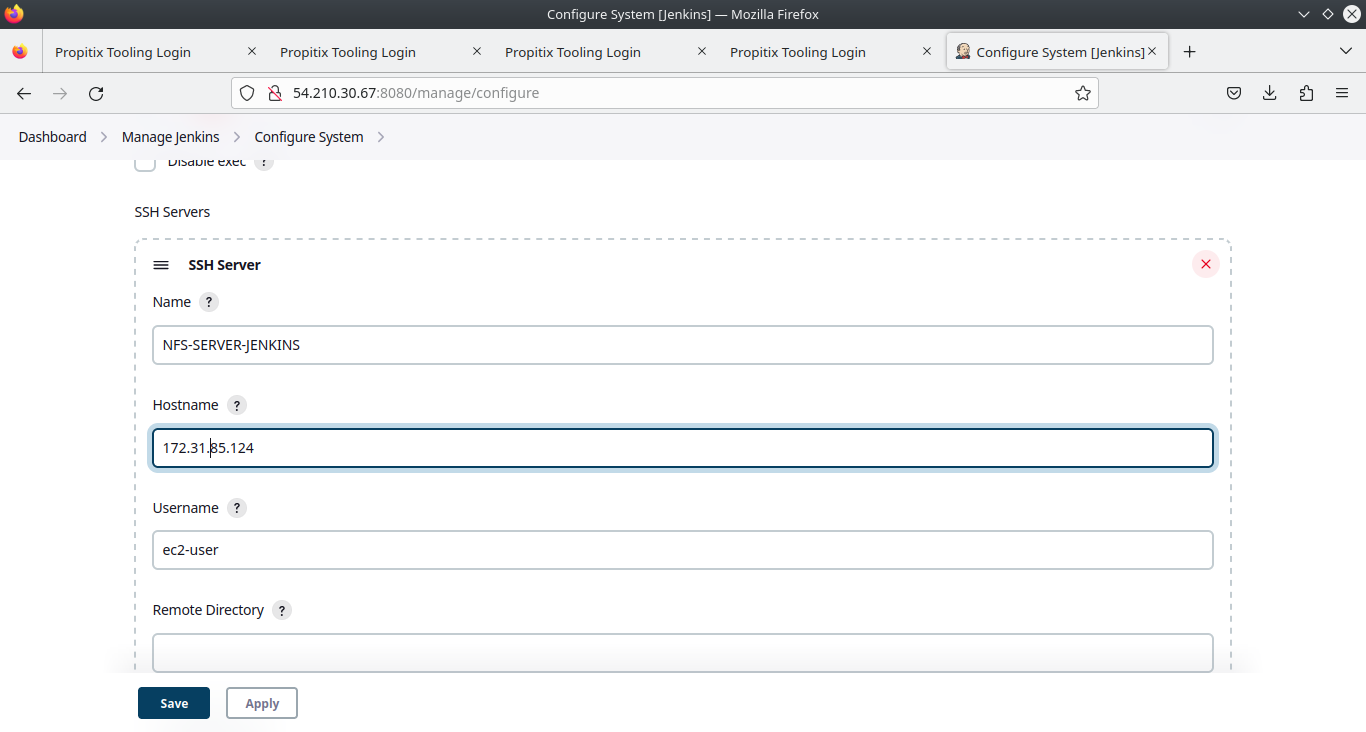 Configure System [Jenkins] — Mozilla Firefox
Propitix Tooling Login Propitix Tooling Login Propitix Tooling Login Propitix Tooling Login Configure System [Jenkins]
54.210.30.67:8080/manage/configure
Dashboard Manage Jenkins Configure System
Disable exec ?
SSH Servers
SSH Server
Name ?
NFS-SERVER-JENKINS
Hostname ?
172.31.85.124
Username ?
ec2-user
Remote Directory ?
Save Apply